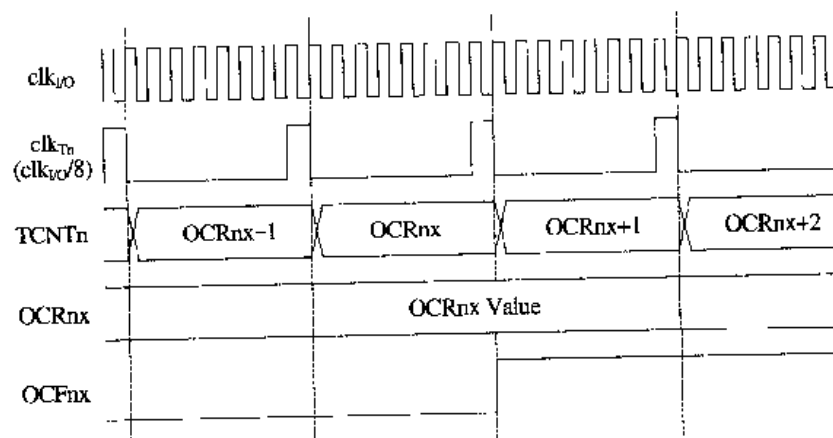 clkI/O
clkTn
(clkI/O/8)
TCNTn
OCRnx−1
OCRnx
OCRnx+1
OCRnx+2
OCRnx
OCRnx Value
OCFnx